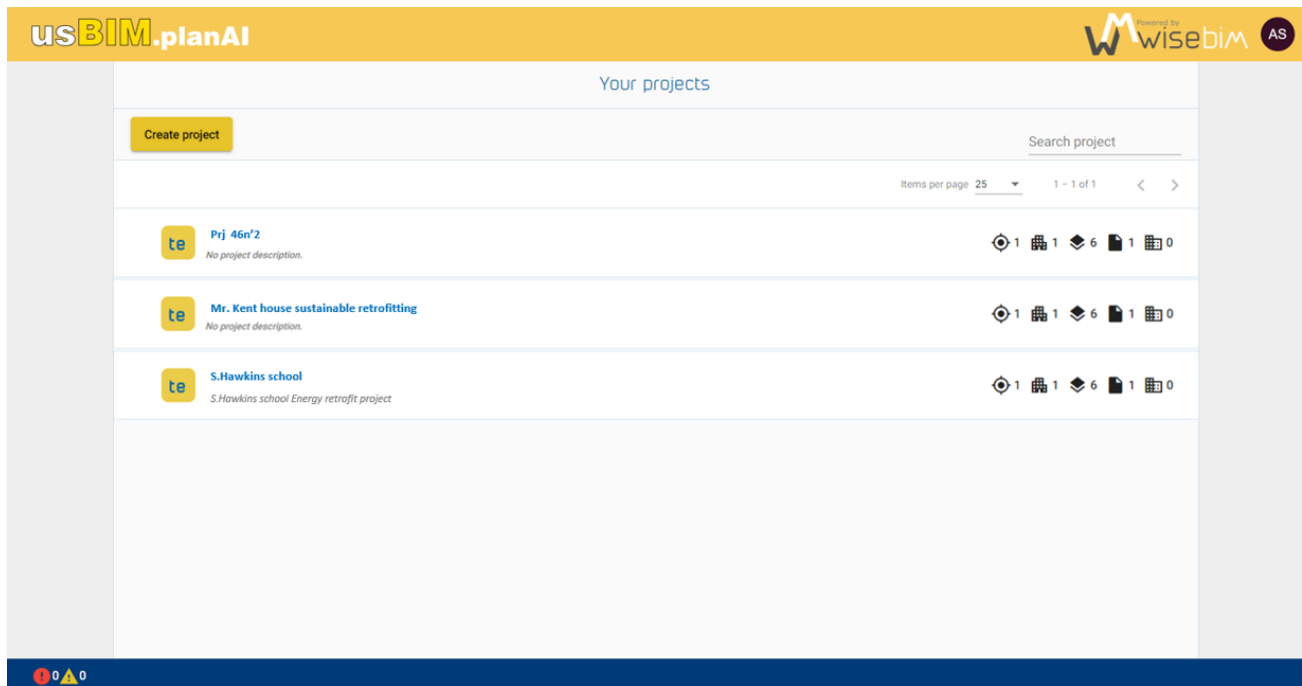 usBIM.planAI
Powered by
wisebim
AS
Your projects
Create project
Search project
Items per page 25 1 – 1 of 1
te Prj 46n'2
No project description.
1 1 6 1 0
te Mr. Kent house sustainable retrofitting
No project description.
1 1 6 1 0
te S.Hawkins school
S.Hawkins school Energy retrofit project
1 1 6 1 0
! 0 ! 0